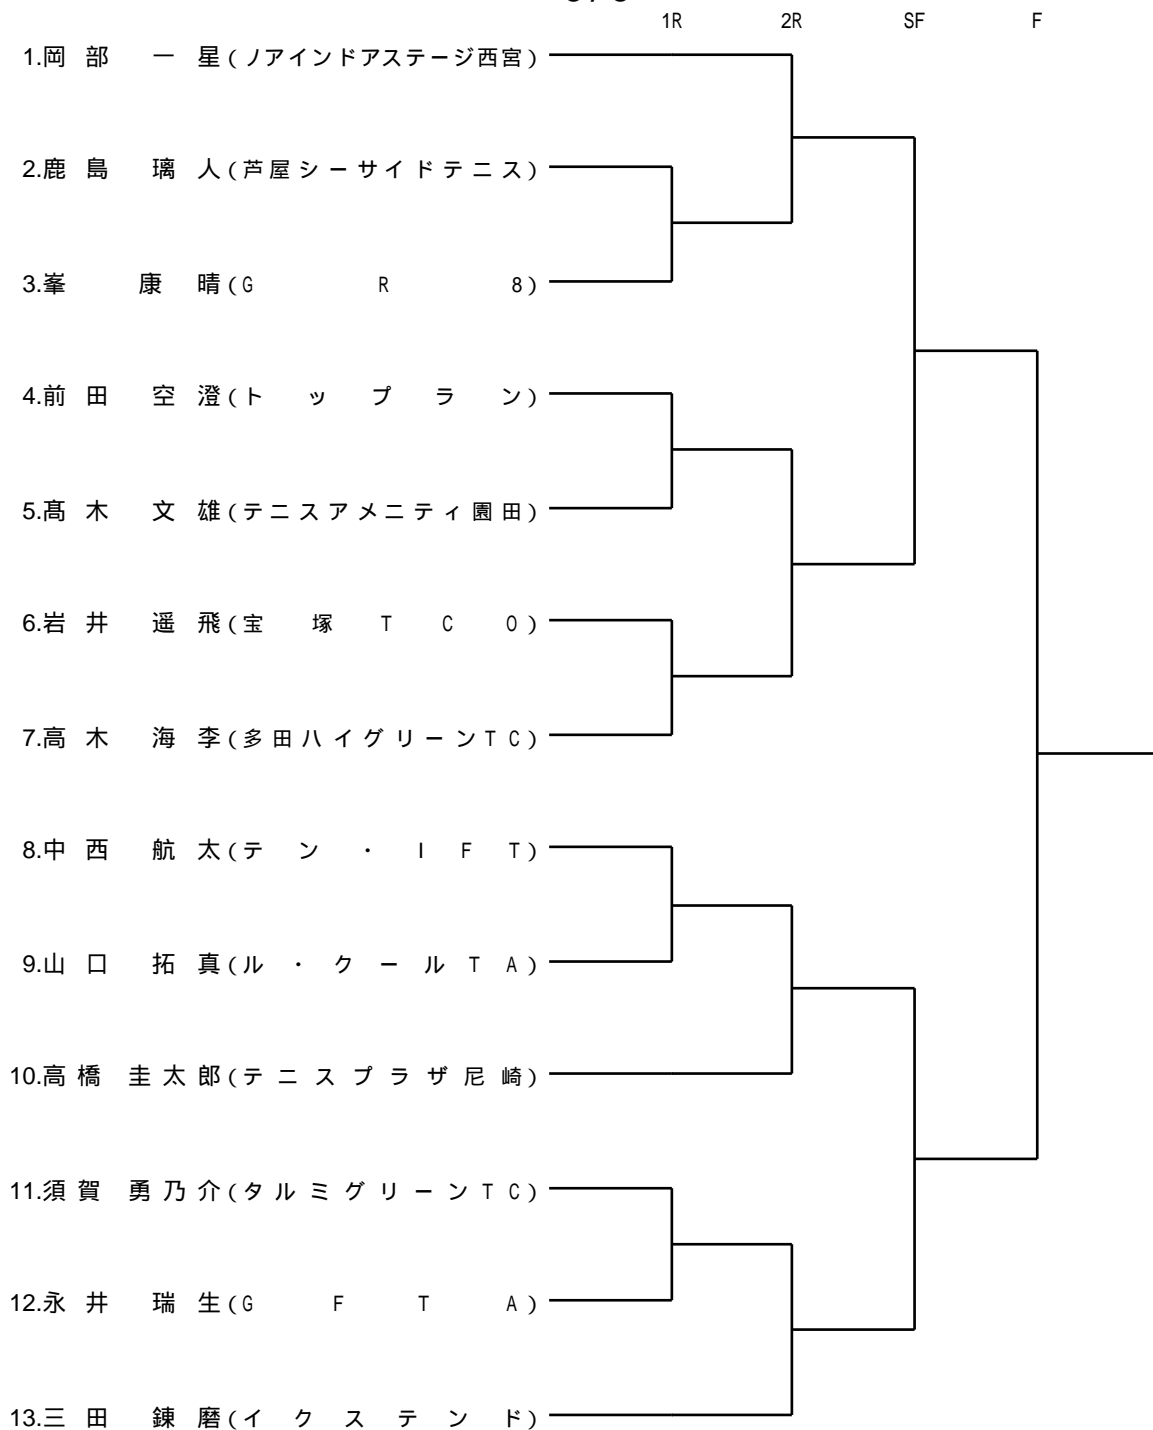 1R 2R SF F
1.岡部 一星(ノアインドアステージ西宮)
2.鹿島 璃人(芦屋シーサイドテニス)
3.峯 康晴(GR8)
4.前田 空澄(トップラン)
5.髙木 文雄(テニスアメニティ園田)
6.岩井 遥飛(宝塚TCO)
7.高木 海李(多田ハイグリーンTC)
8.中西 航太(テン・IFT)
9.山口 拓真(ル・クールTA)
10.高橋 圭太郎(テニスプラザ尼崎)
11.須賀 勇乃介(タルミグリーンTC)
12.永井 瑞生(GFTA)
13.三田 錬磨(イクステンド)